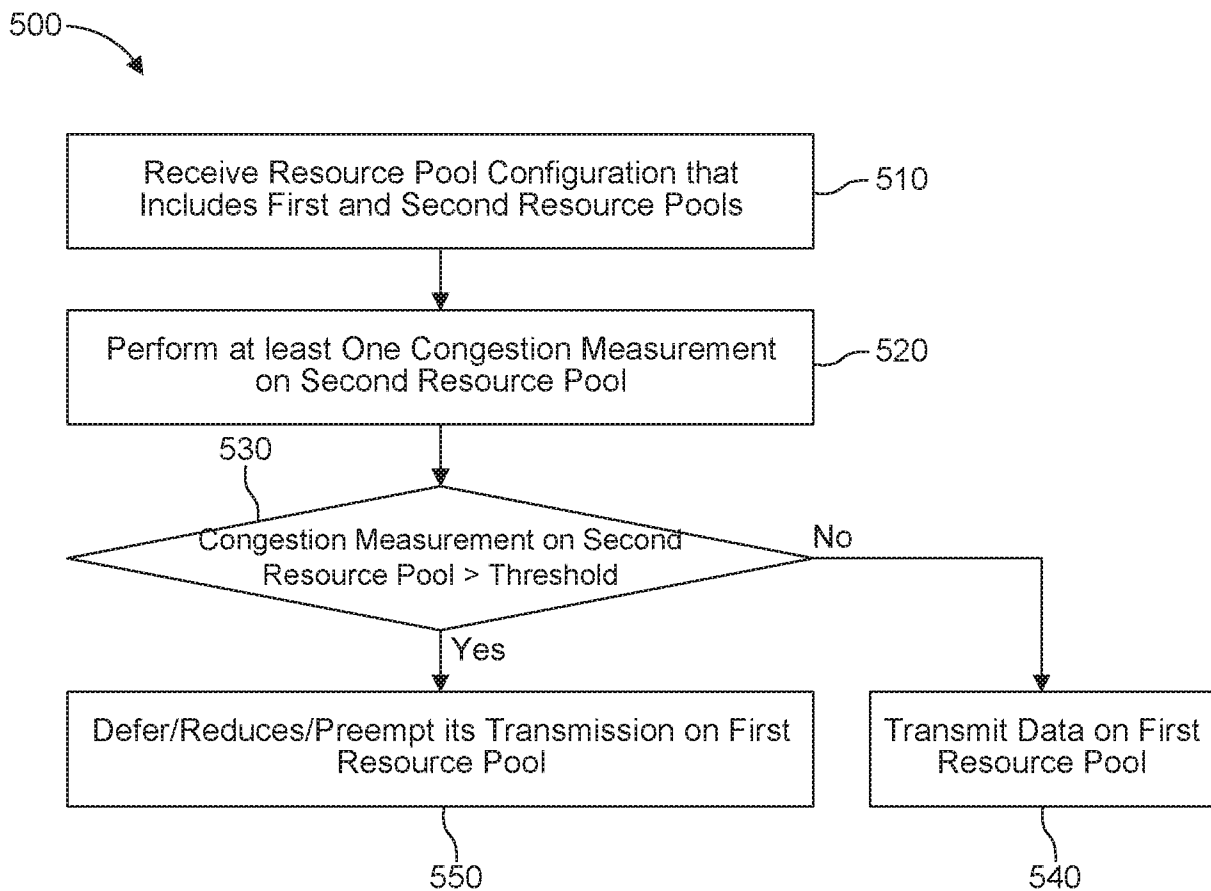 500
Receive Resource Pool Configuration that
Includes First and Second Resource Pools
510
Perform at least One Congestion Measurement
on Second Resource Pool
520
530
Congestion Measurement on Second
Resource Pool > Threshold
No
Yes
Defer/Reduces/Preempt its Transmission on First
Resource Pool
Transmit Data on First
Resource Pool
550
540